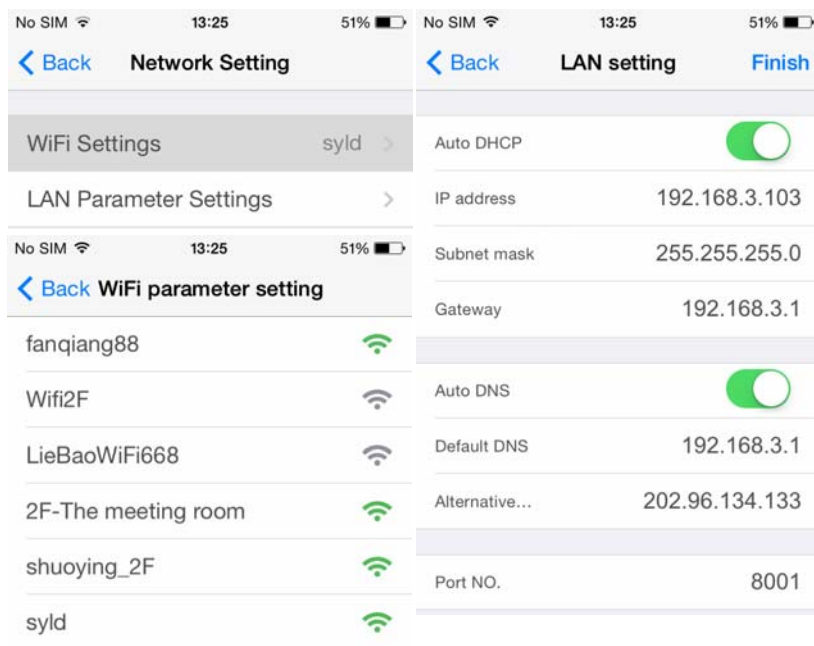 No SIM 13:25 51%
Back Network Setting
WiFi Settings syld
LAN Parameter Settings
No SIM 13:25 51%
Back WiFi parameter setting
fanqiang88
Wifi2F
LieBaoWiFi668
2F-The meeting room
shuoying_2F
syld
No SIM 13:25 51%
Back LAN setting Finish
Auto DHCP
IP address 192.168.3.103
Subnet mask 255.255.255.0
Gateway 192.168.3.1
Auto DNS
Default DNS 192.168.3.1
Alternative... 202.96.134.133
Port NO. 8001